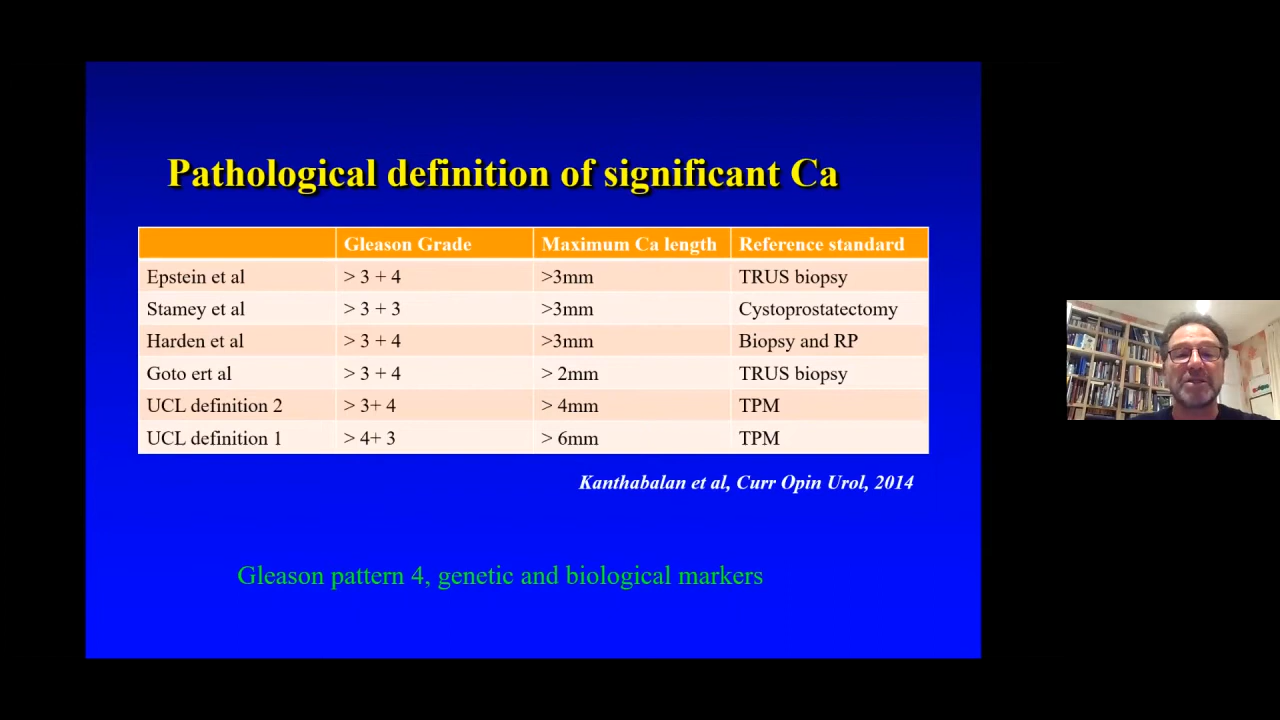 Pathological definition of significant Ca
Gleason Grade Maximum Ca length Reference standard
Epstein et al > 3 + 4 >3mm TRUS biopsy
Stamey et al > 3 + 3 >3mm Cystoprostatectomy
Harden et al > 3 + 4 >3mm Biopsy and RP
Goto ert al > 3 + 4 > 2mm TRUS biopsy
UCL definition 2 > 3+ 4 > 4mm TPM
UCL definition 1 > 4+ 3 > 6mm TPM
Kanthabalan et al, Curr Opin Urol, 2014
Gleason pattern 4, genetic and biological markers